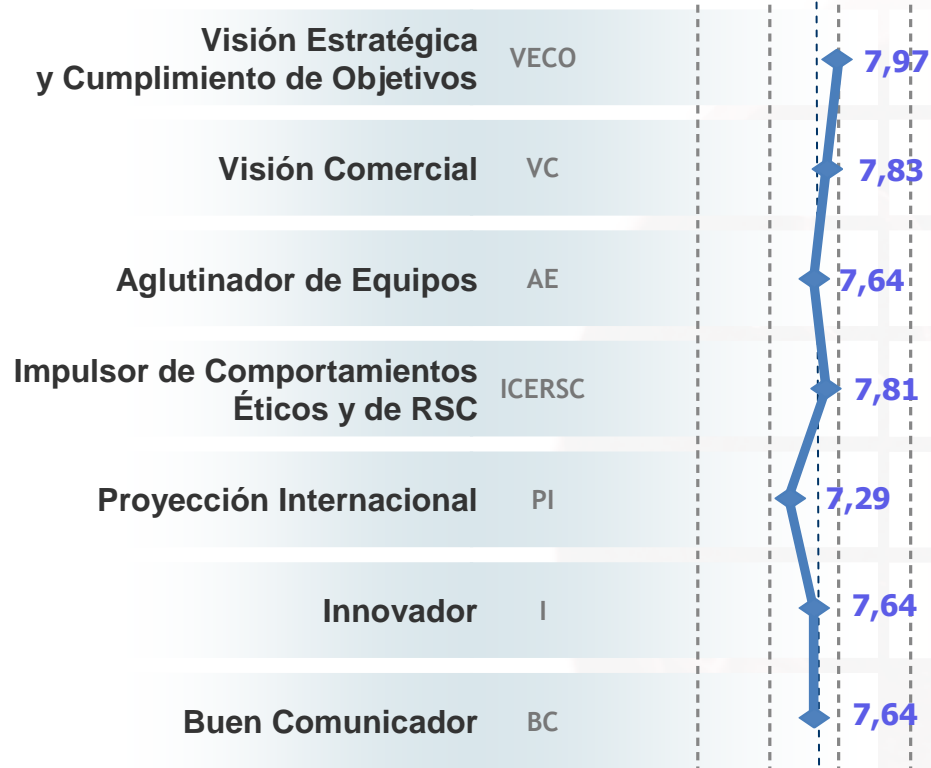 Visión Estratégica
y Cumplimiento de Objetivos
VECO
7,97
Visión Comercial
VC
7,83
Aglutinador de Equipos
AE
7,64
Impulsor de Comportamientos
Éticos y de RSC
ICERSC
7,81
Proyección Internacional
PI
7,29
Innovador
I
7,64
Buen Comunicador
BC
7,64